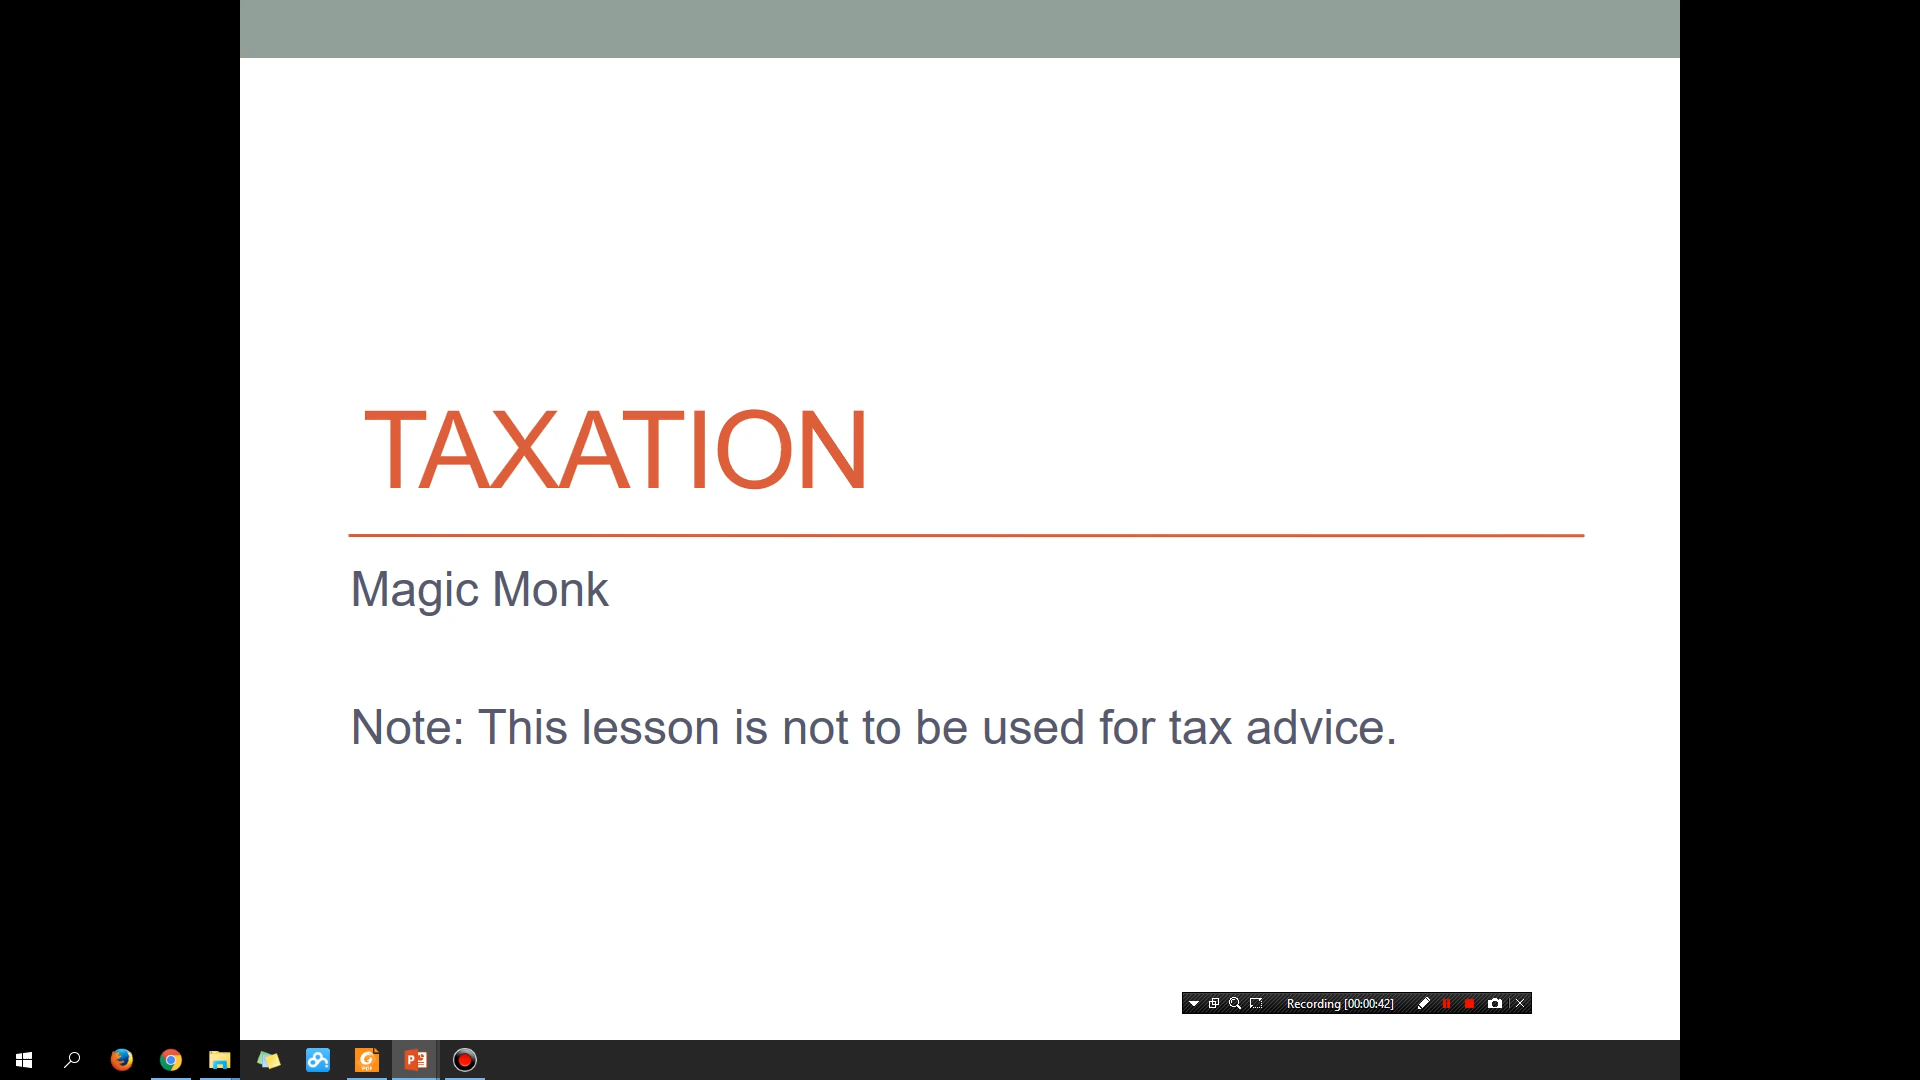 TAXATION
Magic Monk
Note: This lesson is not to be used for tax advice.
Recording [00:00:42]